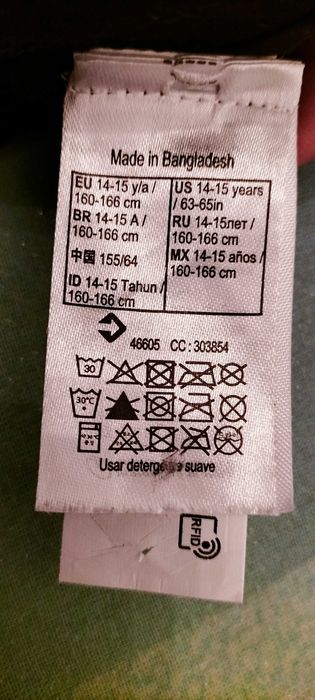 Made in Bangladesh
EU 14-15 y/a /
160-166 cm
BR 14-15 A /
160-166 cm
中国 155/64
ID 14-15 Tahun /
160-166 cm
US 14-15 years
/ 63-65in
RU 14-15лет /
160-166 cm
MX 14-15 años /
160-166 cm
46605 CC : 303854
30
30°C
Usar detergente suave
RFID